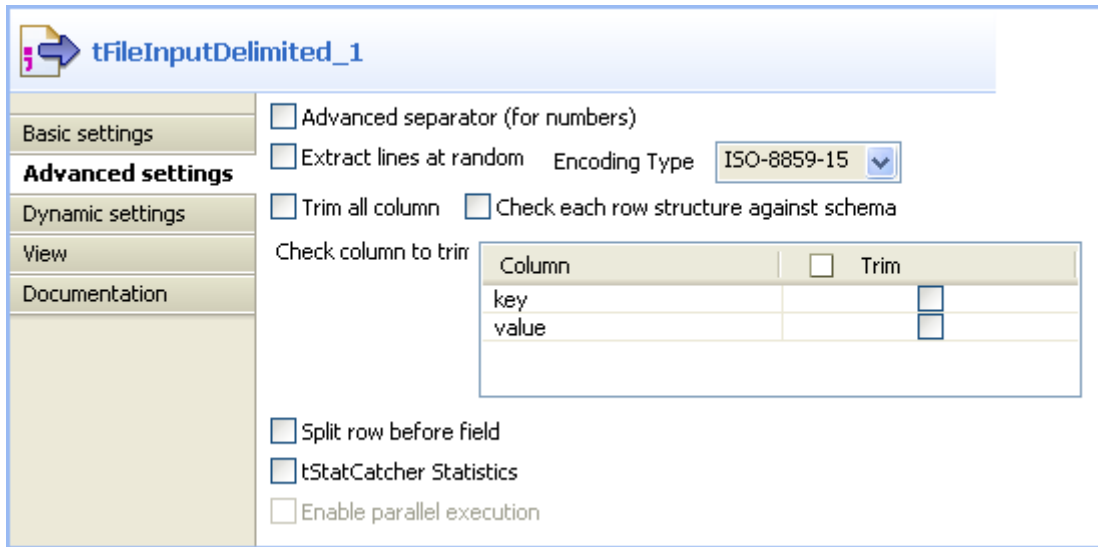 tFileInputDelimited_1
Basic settings
Advanced settings
Dynamic settings
View
Documentation
Advanced separator (for numbers)
Extract lines at random Encoding Type ISO-8859-15
Trim all column Check each row structure against schema
Check column to trim
Column Trim
key
value
Split row before field
tStatCatcher Statistics
Enable parallel execution